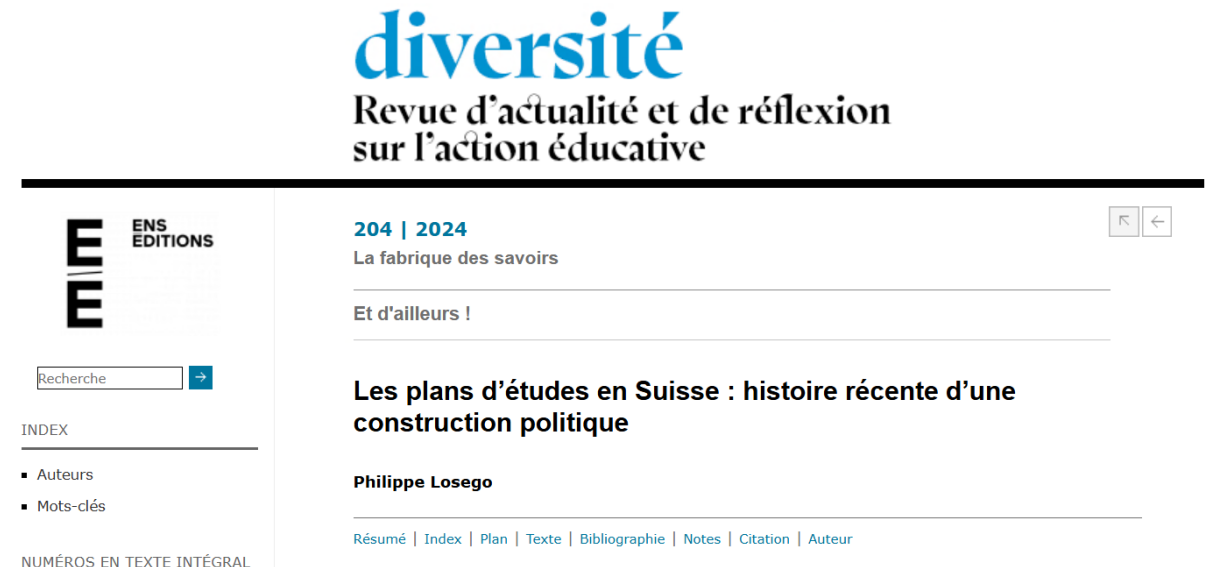 diversité
Revue d'actualité et de réflexion
sur l'action éducative
ENS
EDITIONS
E
E
Recherche
→
INDEX
Auteurs
Mots-clés
NUMÉROS EN TEXTE INTÉGRAL
204 | 2024
La fabrique des savoirs
Et d'ailleurs !
Les plans d’études en Suisse : histoire récente d’une
construction politique
Philippe Losego
Résumé | Index | Plan | Texte | Bibliographie | Notes | Citation | Auteur